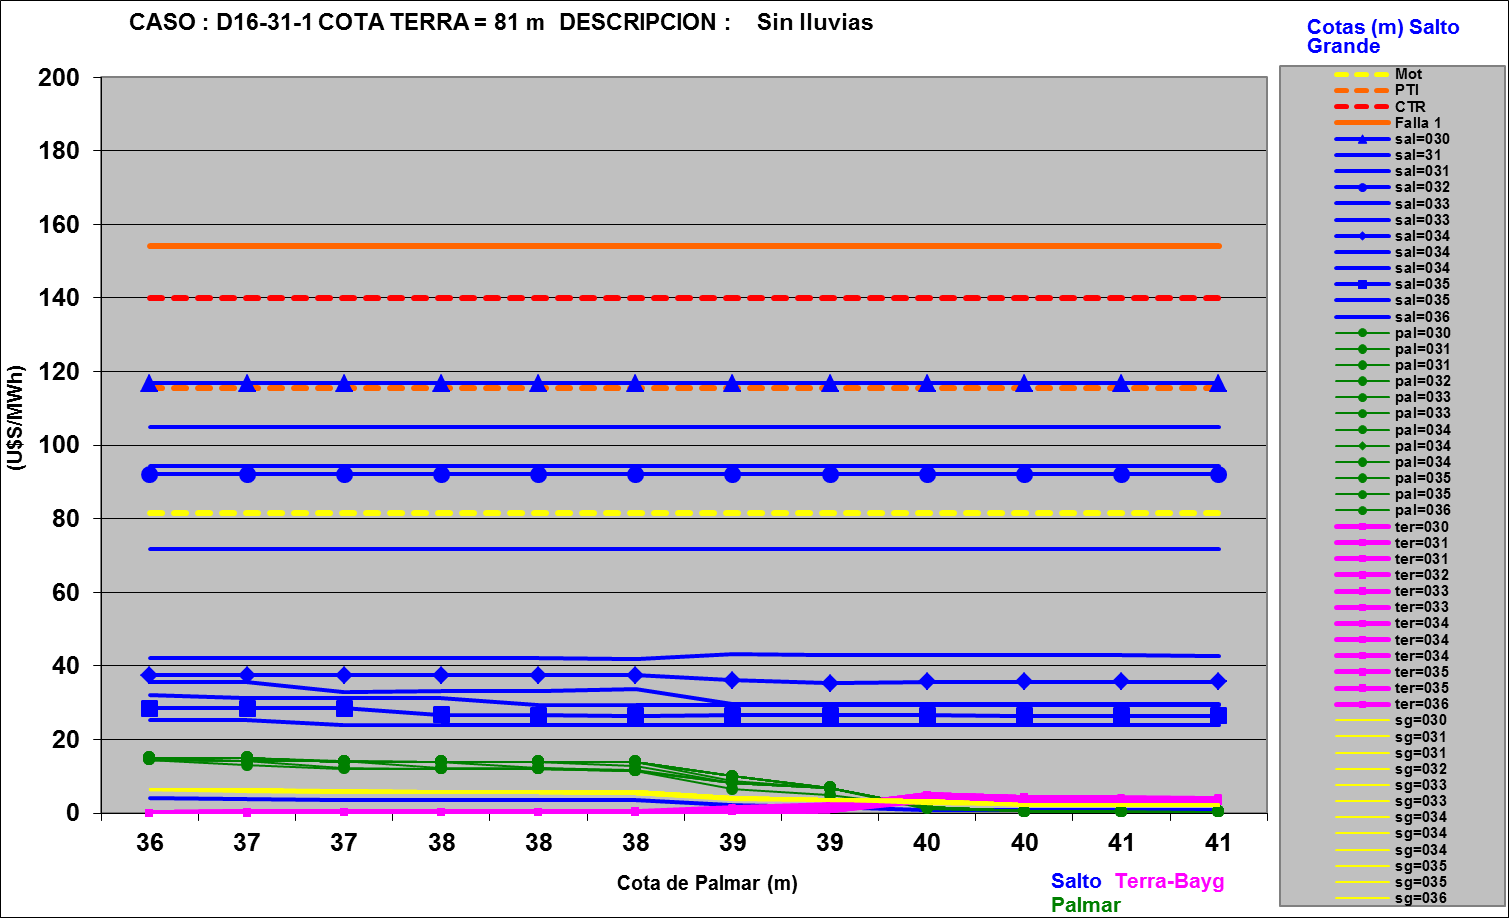 CASO : D16-31-1 COTA TERRA = 81 m  DESCRIPCION :    Sin lluvias
Cotas (m) Salto
Grande
200
180
160
140
120
100
80
60
40
20
0
(U$S/MWh)
36 37 37 38 38 38 39 39 40 40 41 41
Cota de Palmar (m)
Salto Terra-Bayg
Palmar
Mot
PTI
CTR
Falla 1
sal=030
sal=31
sal=031
sal=032
sal=033
sal=033
sal=034
sal=034
sal=034
sal=035
sal=035
sal=036
pal=030
pal=031
pal=031
pal=032
pal=033
pal=033
pal=034
pal=034
pal=034
pal=035
pal=035
pal=036
ter=030
ter=031
ter=031
ter=032
ter=033
ter=033
ter=034
ter=034
ter=034
ter=035
ter=035
ter=036
sg=030
sg=031
sg=031
sg=032
sg=033
sg=033
sg=034
sg=034
sg=034
sg=035
sg=035
sg=036